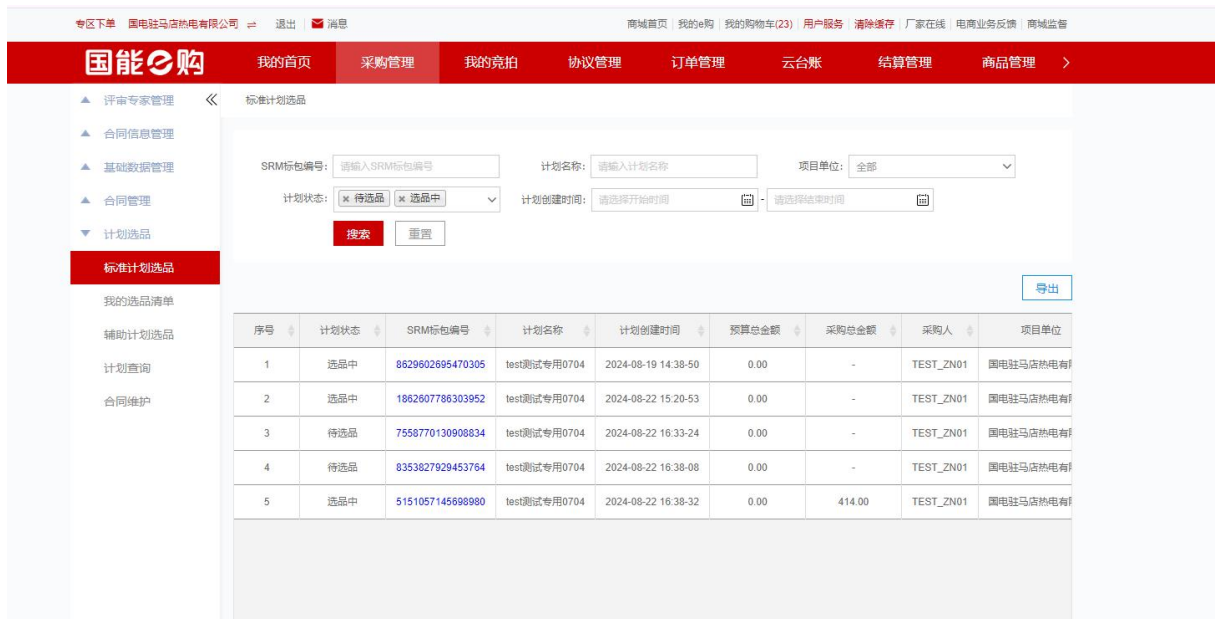 专区下单 国电驻马店热电有限公司 ⇌ 退出 消息 商城首页 我的e购 我的购物车(23) 用户服务 清除缓存 厂家在线 电商业务反馈 商城监督
国能e购 我的首页 采购管理 我的竞拍 协议管理 订单管理 云台账 结算管理 商品管理 >
评审专家管理 «
标准计划选品
合同信息管理
基础数据管理
合同管理
计划选品
标准计划选品
我的选品清单
辅助计划选品
计划查询
合同维护
SRM标包编号: 请输入SRM标包编号 计划名称: 请输入计划名称 项目单位: 全部
计划状态: × 待选品 × 选品中 计划创建时间: 请选择开始时间 - 请选择结束时间
搜索 重置
导出
序号 计划状态 SRM标包编号 计划名称 计划创建时间 预算总金额 采购总金额 采购人 项目单位
1 选品中 8629602695470305 test测试专用0704 2024-08-19 14:38-50 0.00 - TEST_ZN01 国电驻马店热电有
2 选品中 1862607786303952 test测试专用0704 2024-08-22 15:20-53 0.00 - TEST_ZN01 国电驻马店热电有
3 待选品 7558770130908834 test测试专用0704 2024-08-22 16:33-24 0.00 - TEST_ZN01 国电驻马店热电有
4 待选品 8353827929453764 test测试专用0704 2024-08-22 16:38-08 0.00 - TEST_ZN01 国电驻马店热电有
5 选品中 5151057145698980 test测试专用0704 2024-08-22 16:38-32 0.00 414.00 TEST_ZN01 国电驻马店热电有